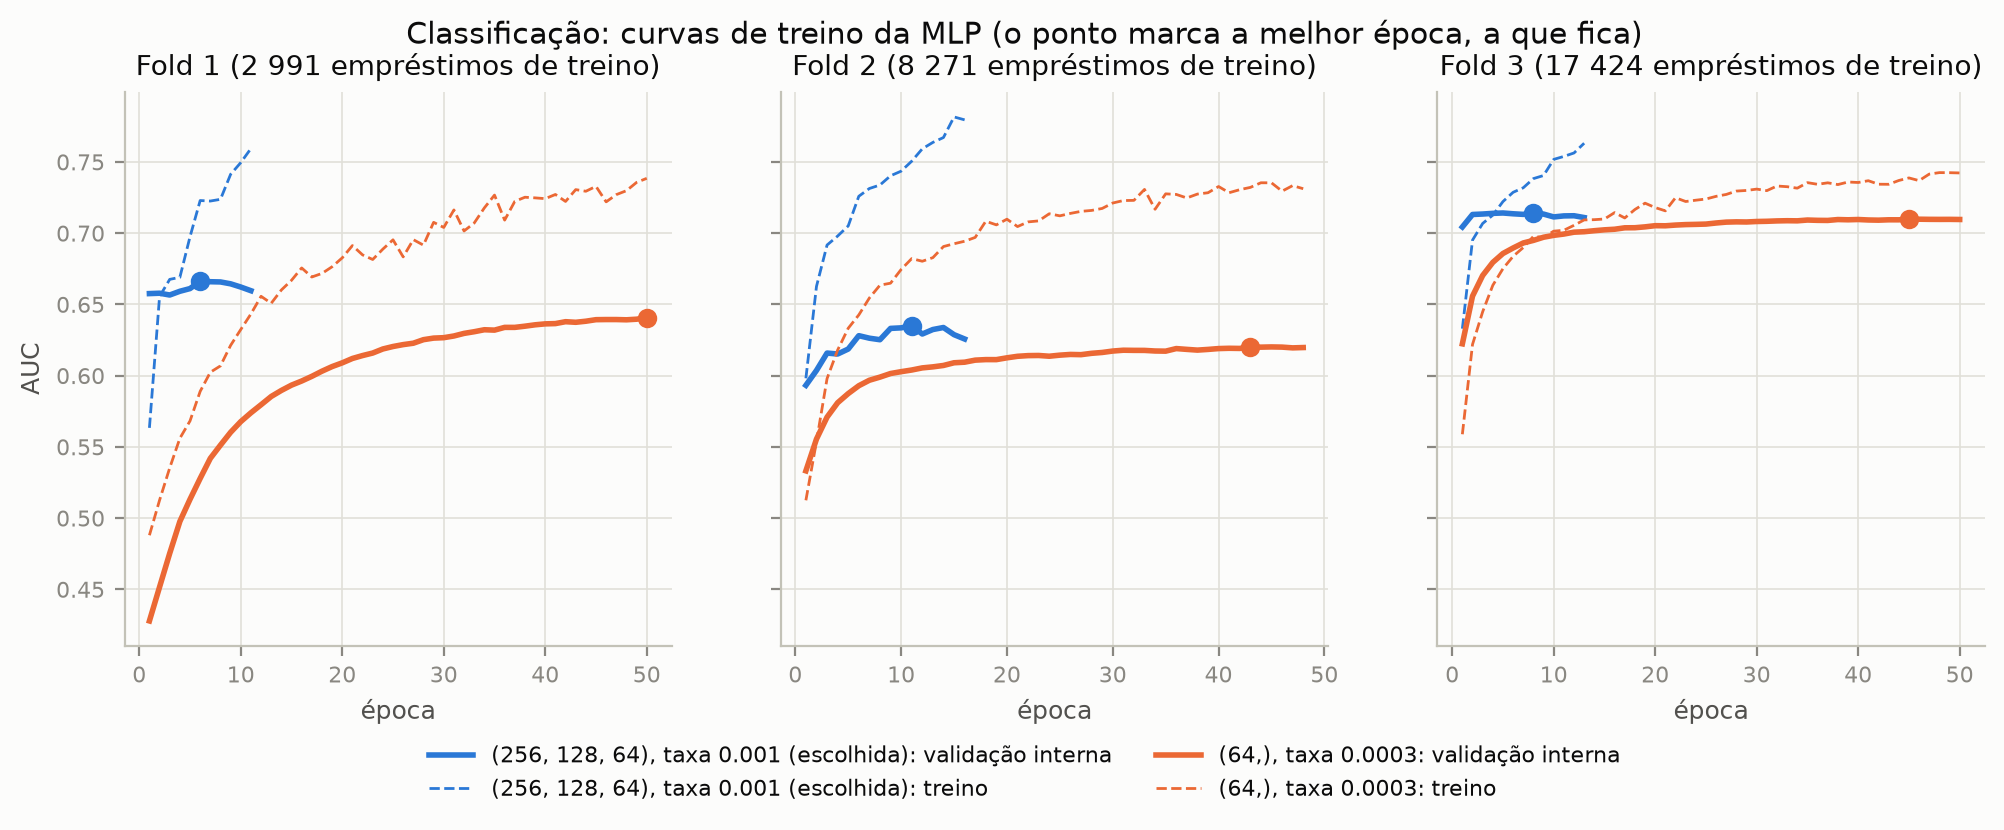 Classificação: curvas de treino da MLP (o ponto marca a melhor época, a que fica)
Fold 1 (2 991 empréstimos de treino)
Fold 2 (8 271 empréstimos de treino)
Fold 3 (17 424 empréstimos de treino)
AUC
0.75
0.70
0.65
0.60
0.55
0.50
0.45
0 10 20 30 40 50
0 10 20 30 40 50
0 10 20 30 40 50
época
época
época
(256, 128, 64), taxa 0.001 (escolhida): validação interna
(256, 128, 64), taxa 0.001 (escolhida): treino
(64,), taxa 0.0003: validação interna
(64,), taxa 0.0003: treino